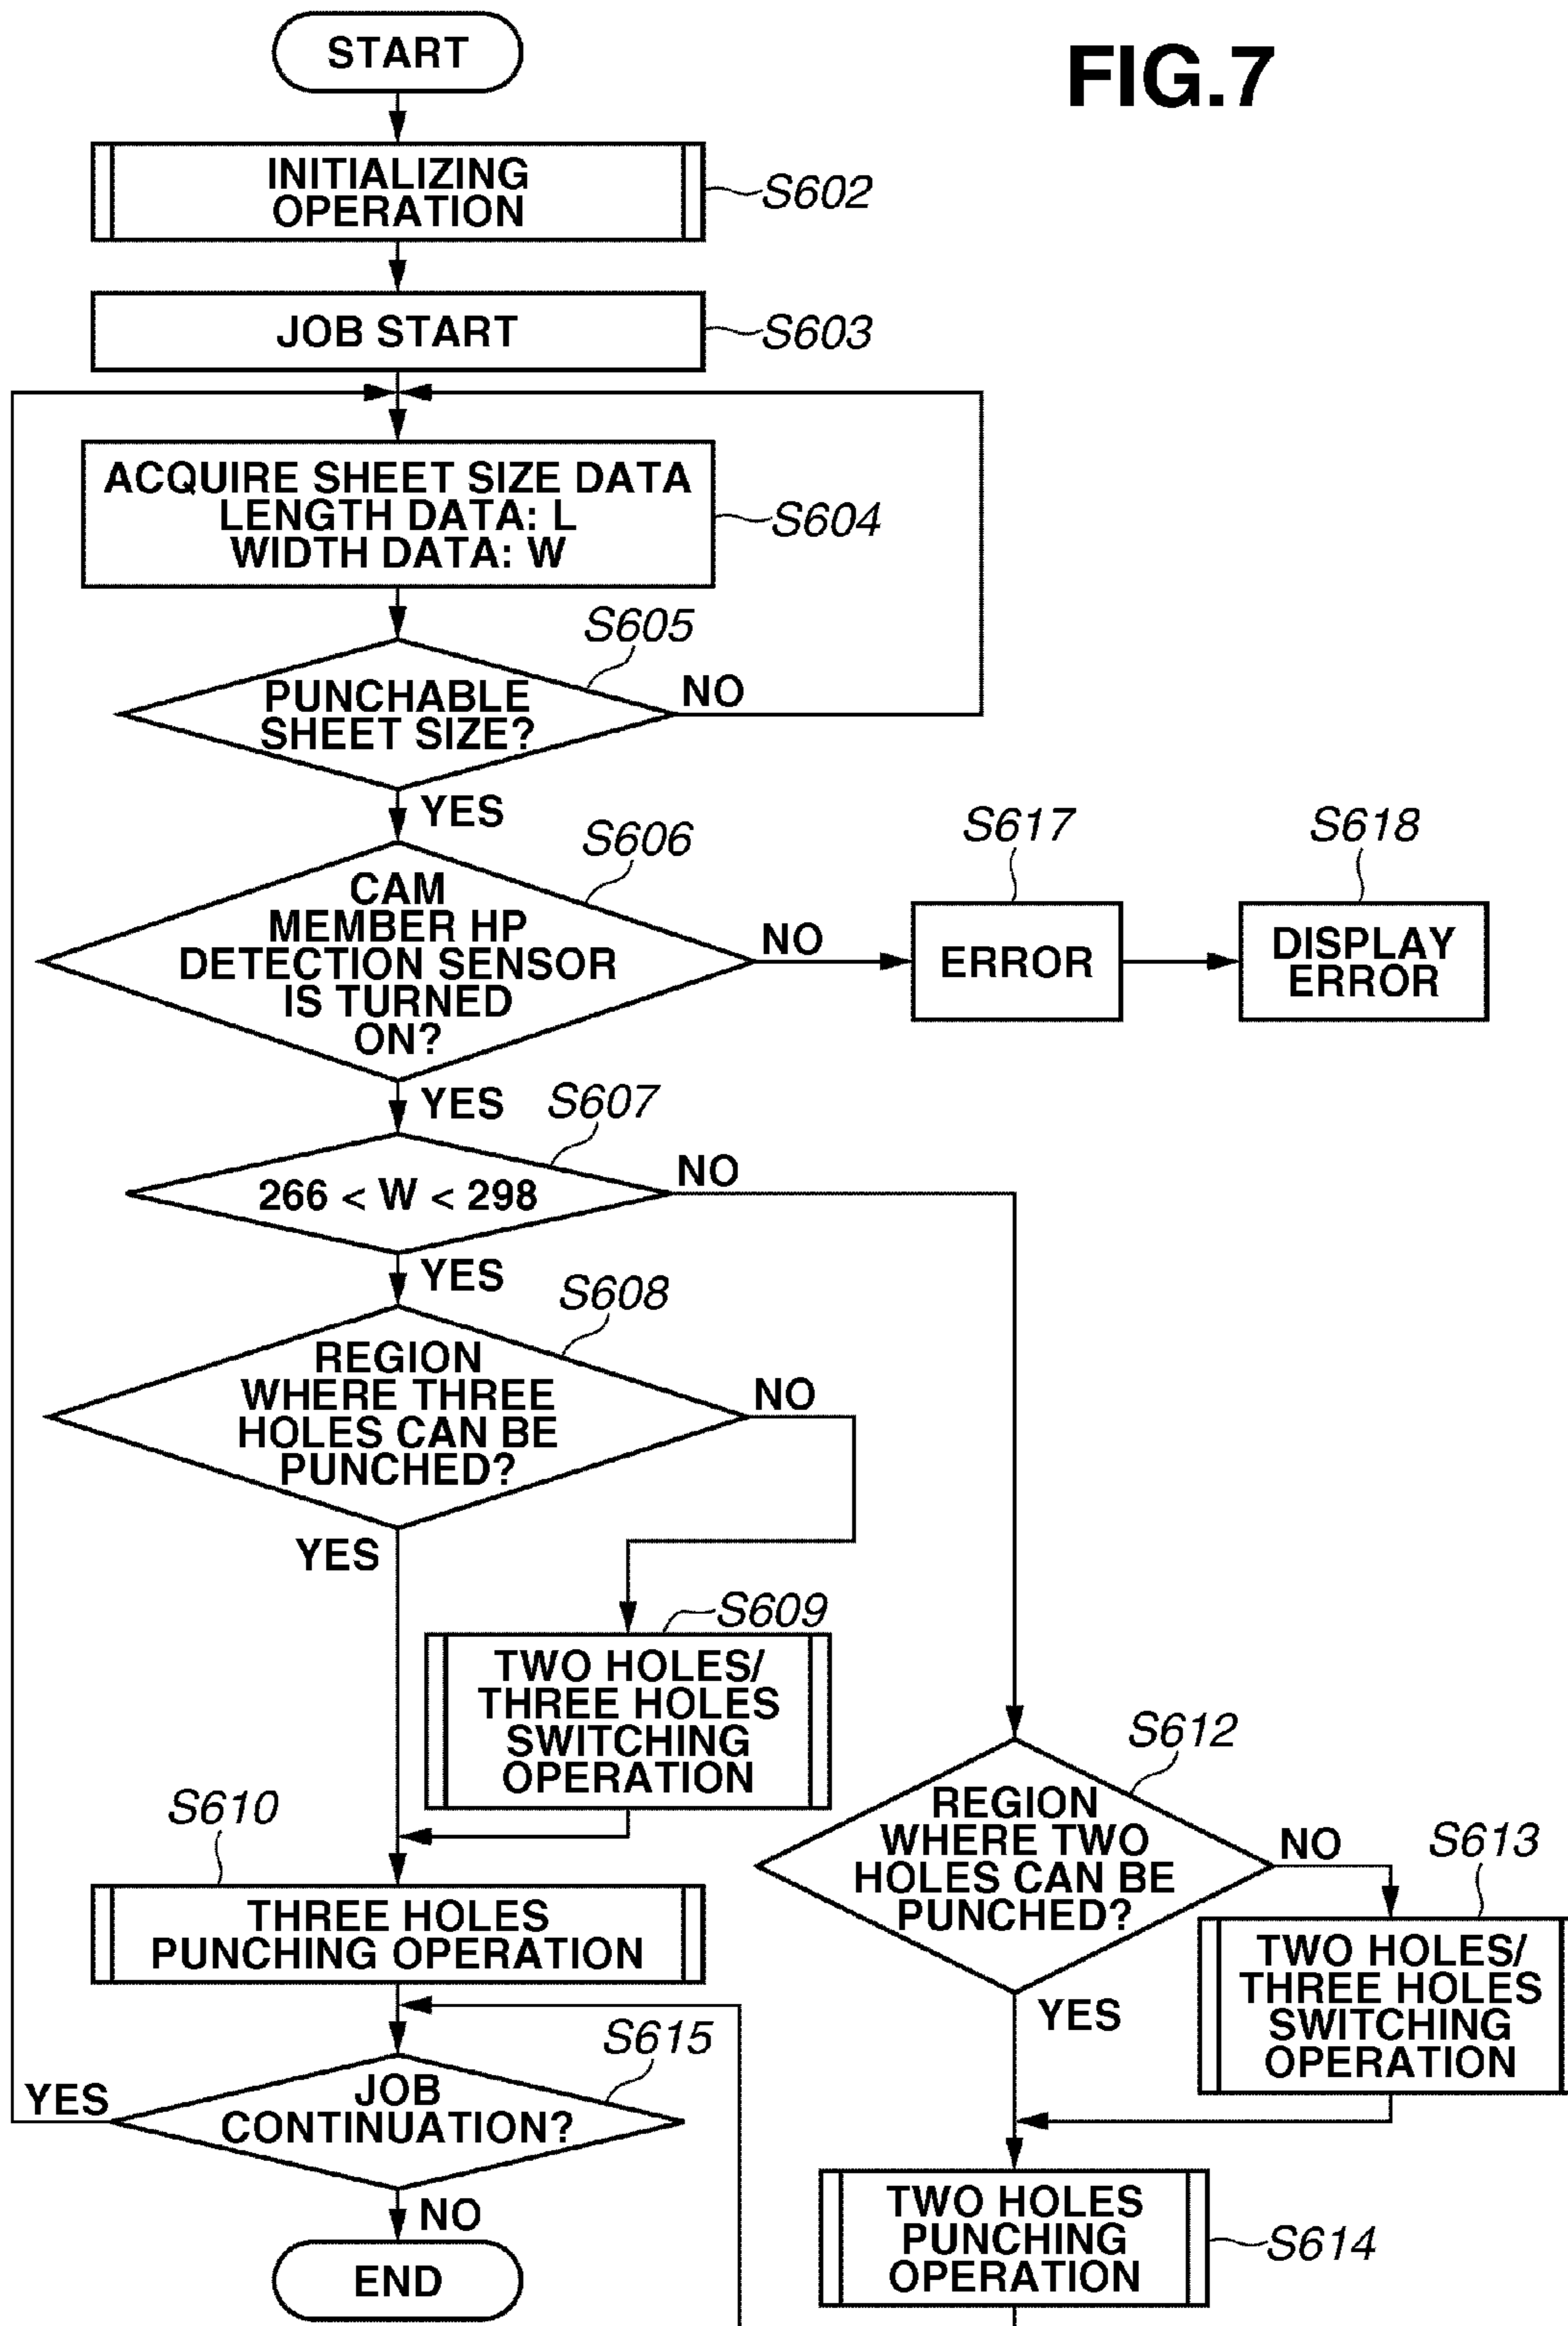 FIG.7
START
INITIALIZING
OPERATION
S602
JOB START
S603
ACQUIRE SHEET SIZE DATA
LENGTH DATA: L
WIDTH DATA: W
S604
S605
PUNCHABLE
SHEET SIZE?
NO
YES
S606
CAM
MEMBER HP
DETECTION SENSOR
IS TURNED
ON?
NO
S617
ERROR
S618
DISPLAY
ERROR
YES
S607
266 < W < 298
NO
YES
S608
REGION
WHERE THREE
HOLES CAN BE
PUNCHED?
NO
YES
S609
TWO HOLES/
THREE HOLES
SWITCHING
OPERATION
S610
THREE HOLES
PUNCHING OPERATION
S612
REGION
WHERE TWO
HOLES CAN BE
PUNCHED?
NO
S613
TWO HOLES/
THREE HOLES
SWITCHING
OPERATION
YES
S615
JOB
CONTINUATION?
YES
NO
END
TWO HOLES
PUNCHING
OPERATION
S614